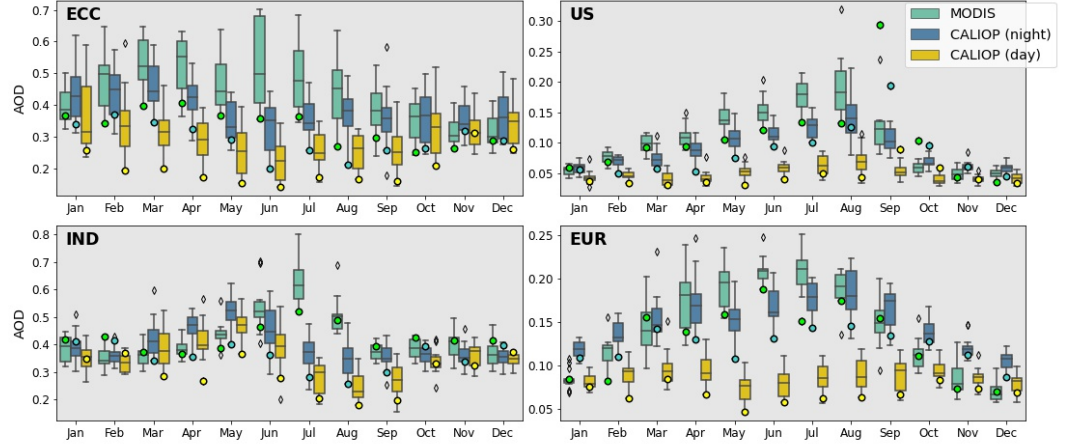 ECC
AOD
0.7
0.6
0.5
0.4
0.3
0.2
Jan Feb Mar Apr May Jun Jul Aug Sep Oct Nov Dec
US
0.30
0.25
0.20
0.15
0.10
0.05
Jan Feb Mar Apr May Jun Jul Aug Sep Oct Nov Dec
MODIS
CALIOP (night)
CALIOP (day)
IND
AOD
0.8
0.7
0.6
0.5
0.4
0.3
0.2
Jan Feb Mar Apr May Jun Jul Aug Sep Oct Nov Dec
EUR
0.25
0.20
0.15
0.10
0.05
Jan Feb Mar Apr May Jun Jul Aug Sep Oct Nov Dec